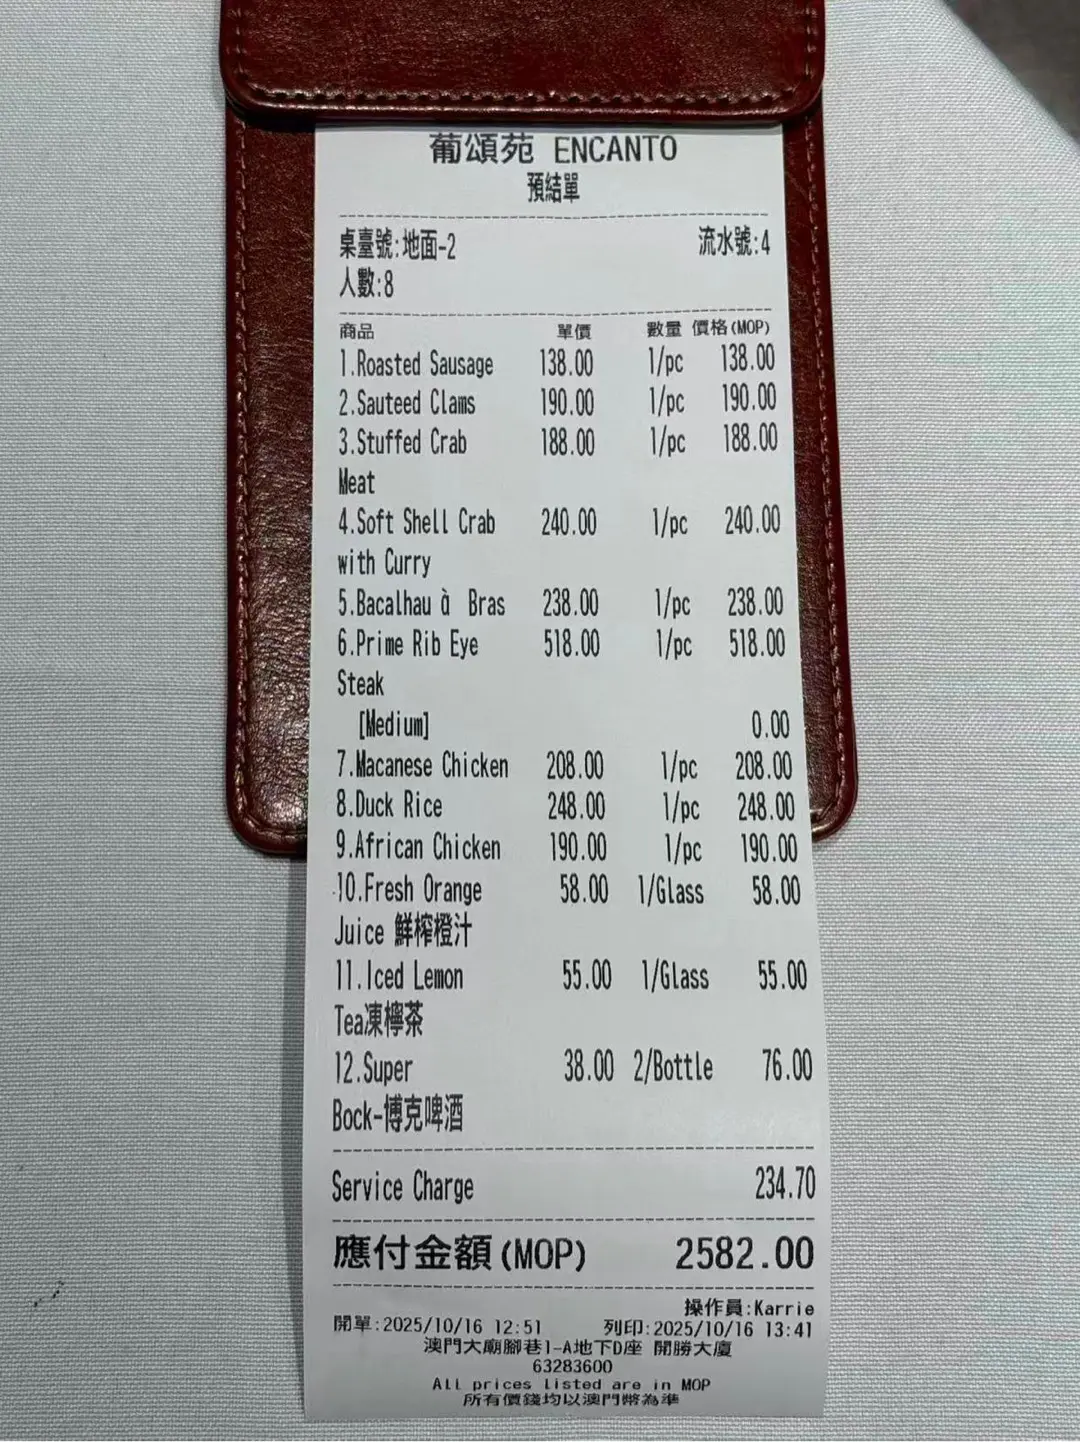 葡頌苑 ENCANTO
預結單
桌臺號:地面-2 流水號:4
人數:8
商品 單價 數量 價格(MOP)
1.Roasted Sausage 138.00 1/pc 138.00
2.Sauteed Clams 190.00 1/pc 190.00
3.Stuffed Crab 188.00 1/pc 188.00
Meat
4.Soft Shell Crab 240.00 1/pc 240.00
with Curry
5.Bacalhau à Bras 238.00 1/pc 238.00
6.Prime Rib Eye 518.00 1/pc 518.00
Steak
[Medium] 0.00
7.Macanese Chicken 208.00 1/pc 208.00
8.Duck Rice 248.00 1/pc 248.00
9.African Chicken 190.00 1/pc 190.00
10.Fresh Orange 58.00 1/Glass 58.00
Juice 鮮榨橙汁
11.Iced Lemon 55.00 1/Glass 55.00
Tea凍檸茶
12.Super 38.00 2/Bottle 76.00
Bock-博克啤酒
Service Charge 234.70
應付金額(MOP) 2582.00
操作員:Karrie
開單:2025/10/16 12:51 列印:2025/10/16 13:41
澳門大廟腳巷1-A地下D座 開勝大廈
63283600
All prices listed are in MOP
所有價錢均以澳門幣為準